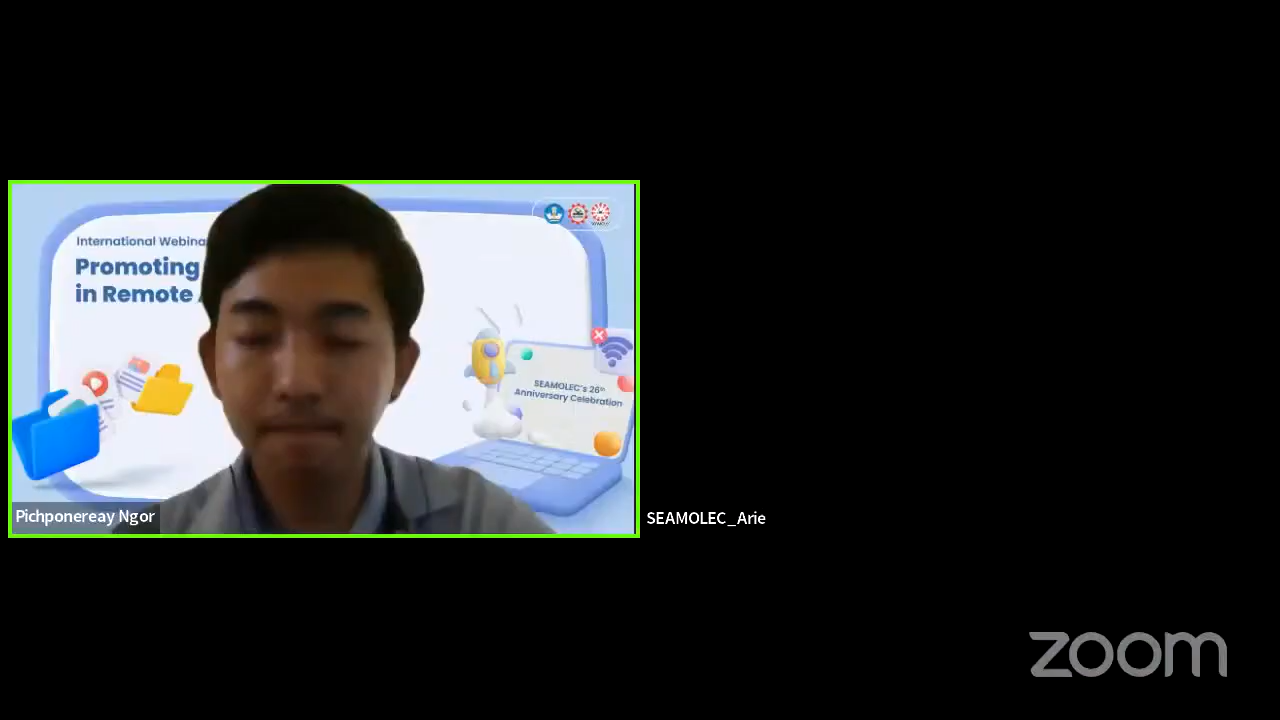 International Webina
Promoting
in Remote
SEAMOLEC's 26th
Anniversary Celebration
Pichponereay Ngor
SEAMOLEC_Arie
zoom